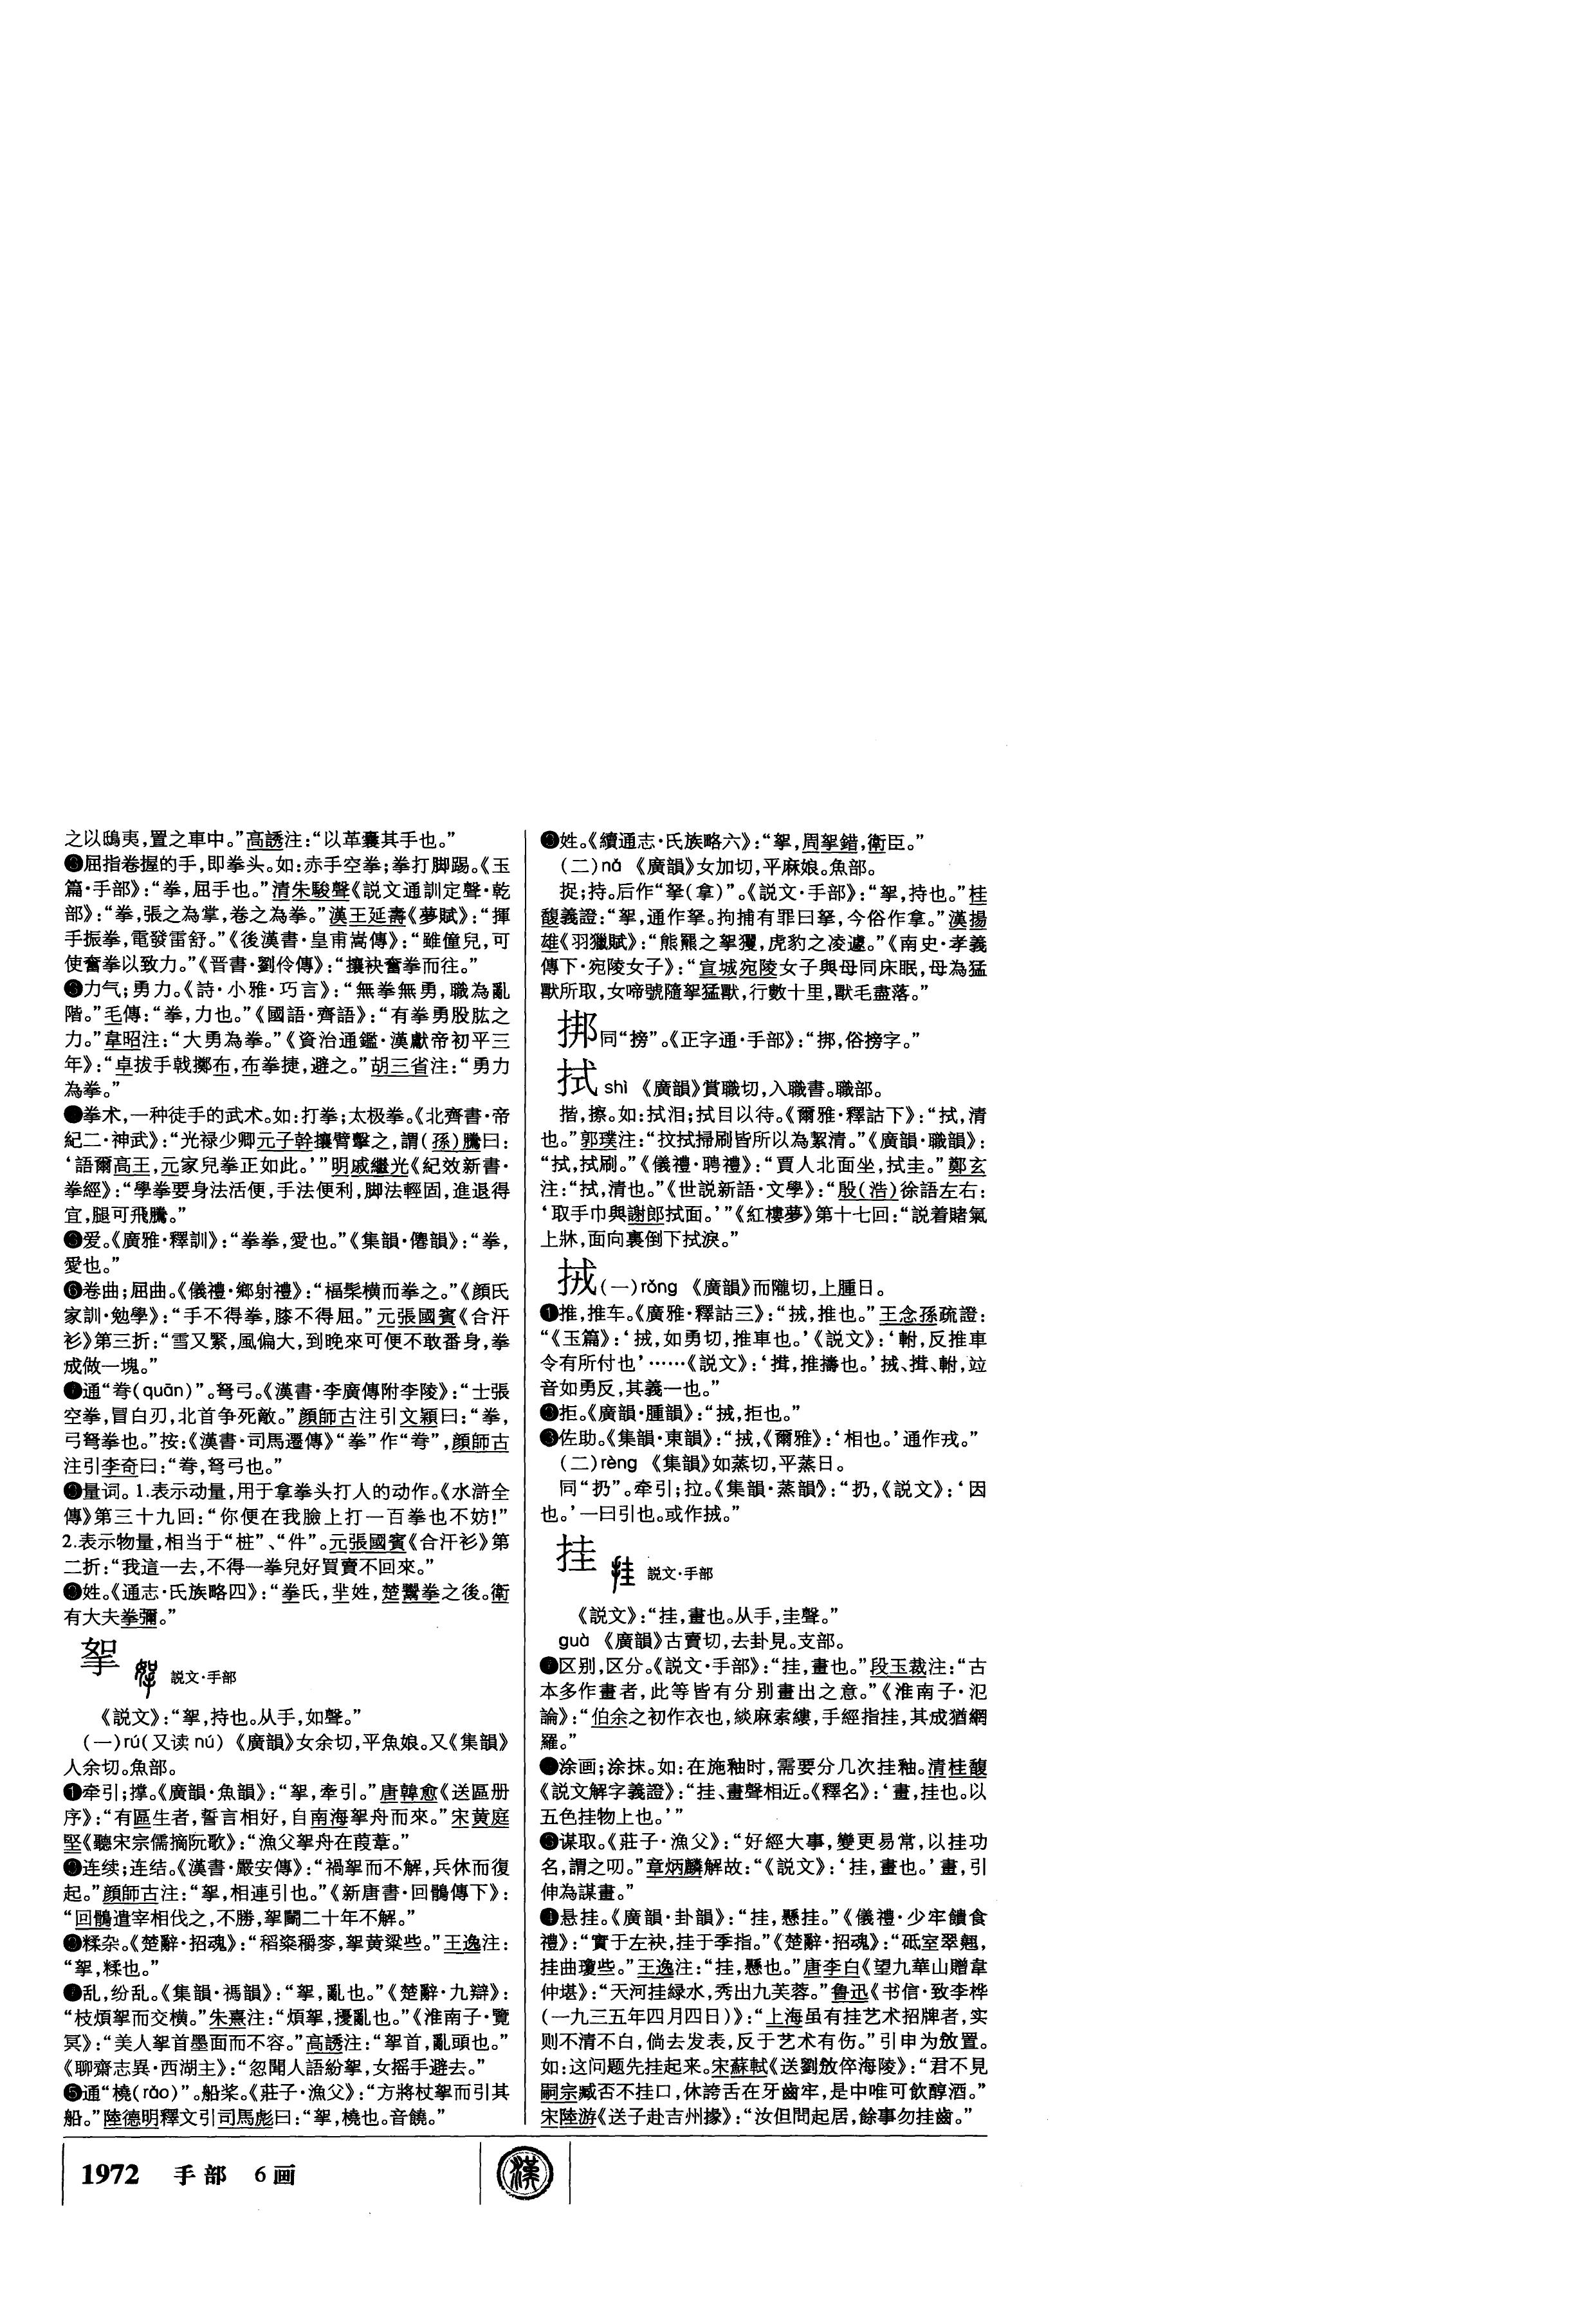 之以鴟夷,置之車中。”高誘注:“以革囊其手也。”
屈指卷握的手,即拳头。如:赤手空拳;拳打脚踢。《玉
篇·手部》:“拳,屈手也。”清朱駿聲《説文通訓定聲·乾
部》:“拳,張之為掌,卷之為拳。”漢王延壽《夢賦》:“揮
手振拳,電發雷舒。”《後漢書·皇甫嵩傳》:“雖僮兒,可
使奮拳以致力。”《晋書·劉伶傳》:“攘袂奮拳而往。”
❸力气;勇力。《詩·小雅·巧言》:“無拳無勇,職為亂
階。”毛傳:“拳,力也。”《國語·齊語》:“有拳勇股肱之
力。”韋昭注:“大勇為拳。”《資治通鑑·漢獻帝初平三
年》:“卓拔手戟擲布,布拳捷,避之。”胡三省注:“勇力
為拳。”
拳术,一种徒手的武术。如:打拳;太极拳。《北齊書·帝
紀二·神武》:“光禄少卿元子幹攘臂擊之,謂(孫)騰曰:
‘語爾高王,元家兒拳正如此。’”明戚繼光《紀效新書·
拳經》:“學拳要身法活便,手法便利,脚法輕固,進退得
宜,腿可飛騰。”
爱。《廣雅·釋訓》:“拳拳,愛也。”《集韻·僊韻》:“拳,
愛也。”
❻卷曲;屈曲。《儀禮·鄉射禮》:“楅髤横而拳之。”《顔氏
家訓·勉學》:“手不得拳,膝不得屈。”元張國賓《合汗
衫》第三折:“雪又緊,風偏大,到晚來可便不敢番身,拳
成做一塊。”
❼通“弮(quān)”。弩弓。《漢書·李廣傳附李陵》:“士張
空拳,冒白刃,北首争死敵。”顔師古注引文穎曰:“拳,
弓弩拳也。”按:《漢書·司馬遷傳》“拳”作“弮”,顔師古
注引李奇曰:“弮,弩弓也。”
量词。1.表示动量,用于拿拳头打人的动作。《水滸全
傳》第三十九回:“你便在我臉上打一百拳也不妨!”
2.表示物量,相当于“桩”、“件”。元張國賓《合汗衫》第
二折:“我這一去,不得一拳兒好買賣不回來。”
姓。《通志·氏族略四》:“拳氏,芈姓,楚鬻拳之後。衛
有大夫拳彌。”
挐 説文·手部
《説文》:“挐,持也。从手,如聲。”
(一)rú(又读nú) 《廣韻》女余切,平魚娘。又《集韻》
人余切。魚部。
❶牵引;撑。《廣韻·魚韻》:“挐,牽引。”唐韓愈《送區册
序》:“有區生者,誓言相好,自南海挐舟而來。”宋黄庭
堅《聽宋宗儒摘阮歌》:“漁父挐舟在葭葦。”
❷连续;连结。《漢書·嚴安傳》:“禍挐而不解,兵休而復
起。”顔師古注:“挐,相連引也。”《新唐書·回鶻傳下》:
“回鶻遣宰相伐之,不勝,挐鬭二十年不解。”
❸糅杂。《楚辭·招魂》:“稻粢穱麥,挐黄粱些。”王逸注:
“挐,糅也。”
乱,纷乱。《集韻·禡韻》:“挐,亂也。”《楚辭·九辯》:
“枝煩挐而交横。”朱熹注:“煩挐,擾亂也。”《淮南子·覽
冥》:“美人挐首墨面而不容。”高誘注:“挐首,亂頭也。”
《聊齋志異·西湖主》:“忽聞人語紛挐,女摇手避去。”
❺通“橈(ráo)”。船桨。《莊子·漁父》:“方將杖挐而引其
船。”陸德明釋文引司馬彪曰:“挐,橈也。音饒。”
姓。《續通志·氏族略六》:“挐,周挐錯,衛臣。”
(二)ná 《廣韻》女加切,平麻娘。魚部。
捉;持。后作“拏(拿)”。《説文·手部》:“挐,持也。”桂
馥義證:“挐,通作拏。拘捕有罪曰拏,今俗作拿。”漢揚
雄《羽獵賦》:“熊羆之挐玃,虎豹之凌遽。”《南史·孝義
傳下·宛陵女子》:“宣城宛陵女子與母同床眠,母為猛
獸所取,女啼號隨挐猛獸,行數十里,獸毛盡落。”
挷同“搒”。《正字通·手部》:“挷,俗搒字。”
拭shì 《廣韻》賞職切,入職書。職部。
揩,擦。如:拭泪;拭目以待。《爾雅·釋詁下》:“拭,清
也。”郭璞注:“抆拭掃刷皆所以為絜清。”《廣韻·職韻》:
“拭,拭刷。”《儀禮·聘禮》:“賈人北面坐,拭圭。”鄭玄
注:“拭,清也。”《世説新語·文學》:“殷(浩)徐語左右:
‘取手巾與謝郎拭面。’”《紅樓夢》第十七回:“説着賭氣
上牀,面向裏倒下拭淚。”
拢(一)rǒng 《廣韻》而隴切,上腫日。
❶推,推车。《廣雅·釋詁三》:“搑,推也。”王念孫疏證:
“《玉篇》:‘㧡,如勇切,推車也。’《説文》:‘軵,反推車
令有所付也’……《説文》:‘搑,推擣也。’㧡、搑、軵,竝
音如勇反,其義一也。”
❷拒。《廣韻·腫韻》:“㧡,拒也。”
❸佐助。《集韻·東韻》:“㧡,《爾雅》:‘相也。’通作戎。”
(二)rèng 《集韻》如蒸切,平蒸日。
同“扔”。牵引;拉。《集韻·蒸韻》:“扔,《説文》:‘因
也。’一曰引也。或作㧡。”
挂 説文·手部
《説文》:“挂,畫也。从手,圭聲。”
guà 《廣韻》古賣切,去卦見。支部。
区别,区分。《説文·手部》:“挂,畫也。”段玉裁注:“古
本多作畫者,此等皆有分别畫出之意。”《淮南子·氾
論》:“伯余之初作衣也,緂麻索縷,手經指挂,其成猶網
羅。”
涂画;涂抹。如:在施釉时,需要分几次挂釉。清桂馥
《説文解字義證》:“挂、畫聲相近。《釋名》:‘畫,挂也。以
五色挂物上也。’”
❸谋取。《莊子·漁父》:“好經大事,變更易常,以挂功
名,謂之叨。”章炳麟解故:“《説文》:‘挂,畫也。’畫,引
伸為謀畫。”
❹悬挂。《廣韻·卦韻》:“挂,懸挂。”《儀禮·少牢饋食
禮》:“實于左袂,挂于季指。”《楚辭·招魂》:“砥室翠翹,
挂曲瓊些。”王逸注:“挂,懸也。”唐李白《望九華山贈韋
仲堪》:“天河挂緑水,秀出九芙蓉。”鲁迅《书信·致李桦
(一九三五年四月四日)》:“上海虽有挂艺术招牌者,实
则不清不白,倘去发表,反于艺术有伤。”引申为放置。
如:这问题先挂起来。宋蘇軾《送劉攽倅海陵》:“君不見
嗣宗臧否不挂口,休誇舌在牙齒牢,是中唯可飲醇酒。”
宋陸游《送子赴吉州掾》:“汝但問起居,餘事勿挂齒。”
1972 手部 6画
漢